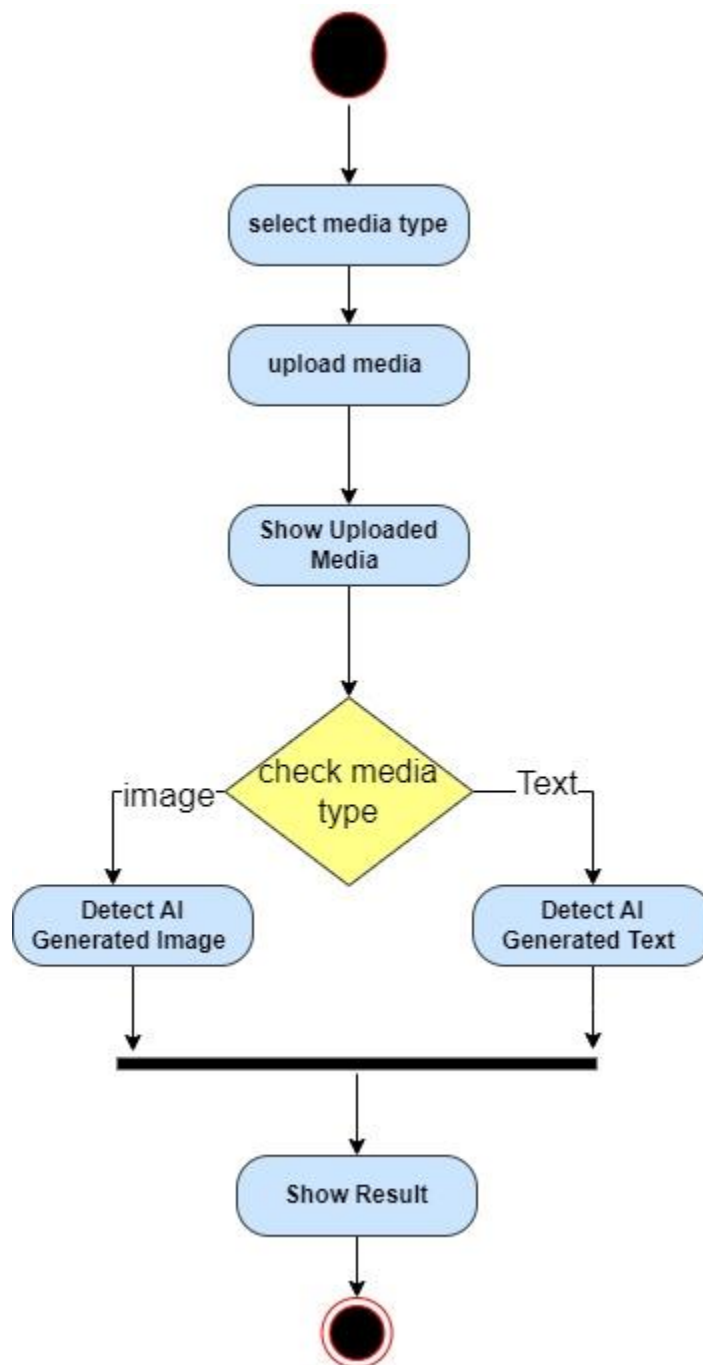 select media type
upload media
Show Uploaded
Media
check media
type
image
Text
Detect AI
Generated Image
Detect AI
Generated Text
Show Result